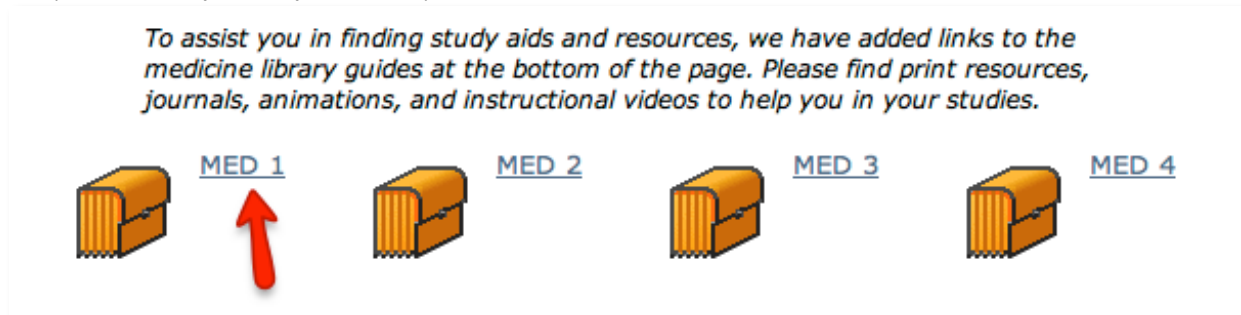 To assist you in finding study aids and resources, we have added links to the
medicine library guides at the bottom of the page. Please find print resources,
journals, animations, and instructional videos to help you in your studies.
MED 1 MED 2 MED 3 MED 4